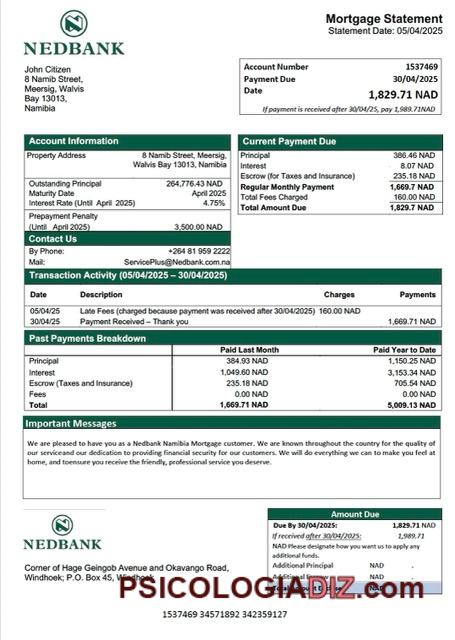 NEDBANK
Mortgage Statement
Statement Date: 05/04/2025
John Citizen
8 Namib Street,
Meersig, Walvis
Bay 13013,
Namibia
Account Number 1537469
Payment Due 30/04/2025
Date 1,829.71 NAD
If payment is received after 30/04/25, pay 1,989.71NAD
Account Information
Property Address 8 Namib Street, Meersig,
Walvis Bay 13013, Namibia
Outstanding Principal 264,776.43 NAD
Maturity Date April 2025
Interest Rate (Until April 2025) 4.75%
Prepayment Penalty
(Until April 2025) 3,500.00 NAD
Contact Us
By Phone: +264 81 959 2222
Mail: ServicePlus@Nedbank.com.na
Current Payment Due
Principal 386.46 NAD
Interest 8.07 NAD
Escrow (for Taxes and Insurance) 235.18 NAD
Regular Monthly Payment 1,669.7 NAD
Total Fees Charged 160.00 NAD
Total Amount Due 1,829.7 NAD
Transaction Activity (05/04/2025 – 30/04/2025)
Date Description Charges Payments
05/04/25 Late Fees (charged because payment was received after 30/04/2025) 160.00 NAD
30/04/25 Payment Received – Thank you 1,669.71 NAD
Past Payments Breakdown
Paid Last Month Paid Year to Date
Principal 384.93 NAD 1,150.25 NAD
Interest 1,049.60 NAD 3,153.34 NAD
Escrow (Taxes and Insurance) 235.18 NAD 705.54 NAD
Fees 0.00 NAD 0.00 NAD
Total 1,669.71 NAD 5,009.13 NAD
Important Messages
We are pleased to have you as a Nedbank Namibia Mortgage customer. We are known throughout the country for the quality of
our serviceand our dedication to providing financial security for our customers. We will do everything we can to make you feel at
home, and toensure you receive the friendly, professional service you deserve.
NEDBANK
Corner of Hage Geingob Avenue and Okavango Road,
Windhoek; P.O. Box 45, Windhoek
Amount Due
Due By 30/04/2025: 1,829.71 NAD
If received after 30/04/25: 1,989.71
NAD Please designate how you want us to apply any
additional funds.
Additional Principal NAD .
Additional Escrow NAD .
Total Amount Enclosed NAD .
PSICOLOGIADIZ.com
1537469 34571892 342359127